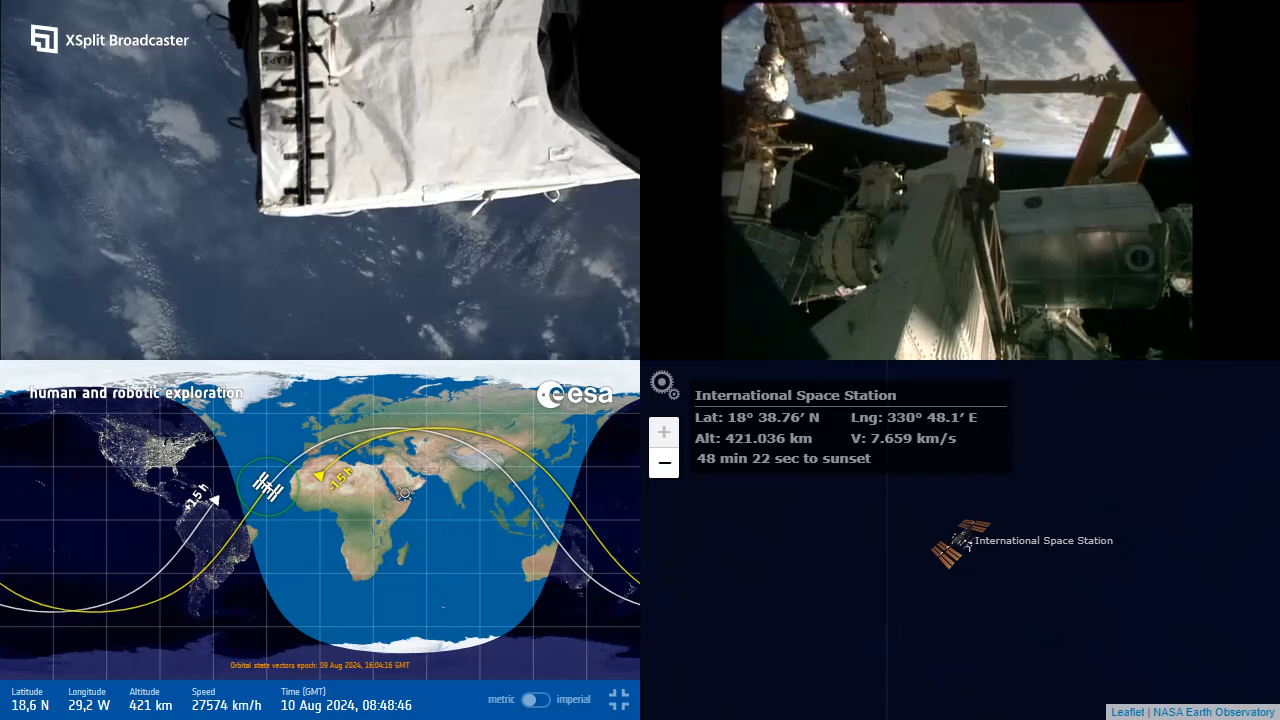 XSplit Broadcaster
human and robotic exploration
esa
+1.5 h
-1.5 h
Orbital state vectors epoch: 09 Aug 2024, 16:04:16 GMT
Latitude
18,6 N
Longitude
29,2 W
Altitude
421 km
Speed
27574 km/h
Time (GMT)
10 Aug 2024, 08:48:46
metric
imperial
+
−
International Space Station
Lat: 18° 38.76′ N Lng: 330° 48.1′ E
Alt: 421.036 km V: 7.659 km/s
48 min 22 sec to sunset
International Space Station
Leaflet | NASA Earth Observatory